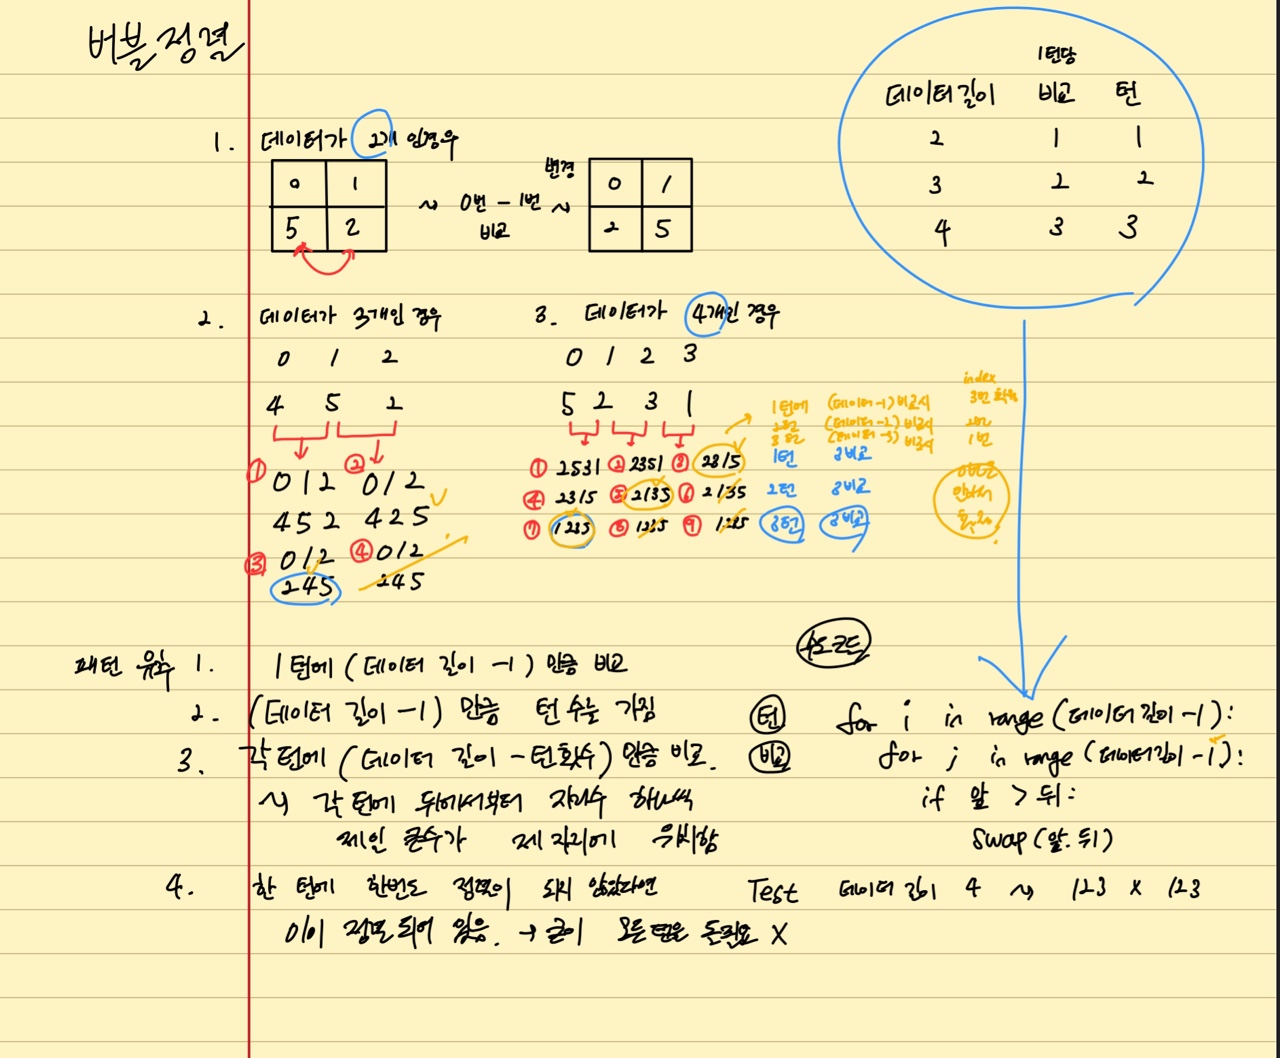 버블정렬
1턴당
데이터길이 비교 턴
2 1 1
3 2 2
4 3 3
1. 데이터가 2개 인경우
0 1
5 2
~ 0번 - 1번 ~
비교
변경
0 1
2 5
2. 데이터가 3개인 경우
0 1 2
4 5 2
① 0 1 2 ② 0 1 2
4 5 2 4 2 5
③ 0 1 2 ④ 0 1 2
2 4 5 2 4 5
3. 데이터가 4개인 경우
0 1 2 3
5 2 3 1
① 2531 ② 2351 ③ 2315
④ 2315 ⑤ 2135 ⑥ 2135
⑦ 1235 ⑧ 1235 ⑨ 1235
1턴에 (데이터-1) 비교시
2턴 (데이터-2) 비교시
3턴 (데이터-3) 비교시
index
3번 확정
2번
1번
0번은
안봐도
1턴 3비교
2턴 3비교
3턴 3비교
패턴 유추 1. 1턴에 (데이터 길이 -1) 만큼 비교
2. (데이터 길이 -1) 만큼 턴 수를 가짐
3. 각 턴에 (데이터 길이 - 턴횟수) 만큼 비교.
~ 각 턴에 뒤에서부터 자리수 하나씩
제일 큰수가 제 자리에 위치함
4. 한 턴에 한번도 정렬이 되지 않았다면
이미 정렬되어 있음. → 굳이 모든턴을 돌필요 X
수도코드
턴 for i in range(데이터길이-1):
비교 for j in range(데이터길이-i):
if 앞 > 뒤:
swap(앞.뒤)
Test 데이터 길이 4 ~ 123 x 123